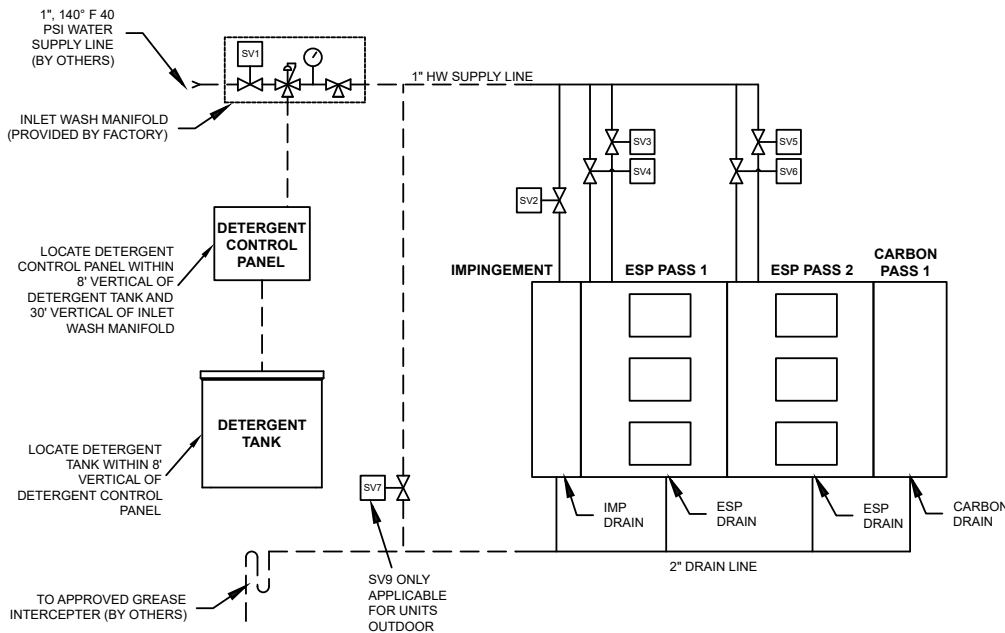 1", 140° F 40
PSI WATER
SUPPLY LINE
(BY OTHERS)
SV1
1" HW SUPPLY LINE
INLET WASH MANIFOLD
(PROVIDED BY FACTORY)
SV3
SV4
SV5
SV6
SV2
DETERGENT
CONTROL
PANEL
LOCATE DETERGENT
CONTROL PANEL WITHIN
8' VERTICAL OF
DETERGENT TANK AND
30' VERTICAL OF INLET
WASH MANIFOLD
IMPINGEMENT
ESP PASS 1
ESP PASS 2
CARBON
PASS 1
DETERGENT
TANK
LOCATE DETERGENT
TANK WITHIN 8'
VERTICAL OF
DETERGENT CONTROL
PANEL
SV7
IMP
DRAIN
ESP
DRAIN
ESP
DRAIN
CARBON
DRAIN
2" DRAIN LINE
SV9 ONLY
APPLICABLE
FOR UNITS
OUTDOOR
TO APPROVED GREASE
INTERCEPTER (BY OTHERS)